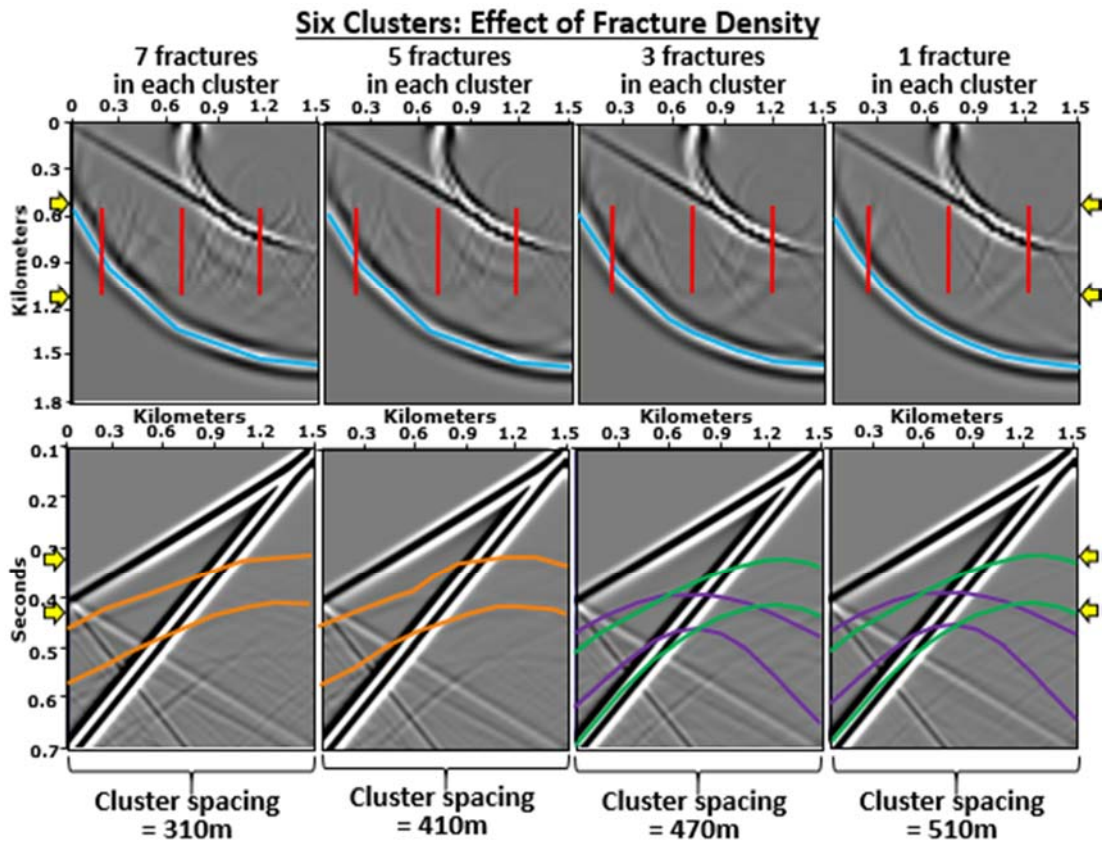 Six Clusters: Effect of Fracture Density
7 fractures
in each cluster
5 fractures
in each cluster
3 fractures
in each cluster
1 fracture
in each cluster
0 0.3 0.6 0.9 1.2 1.5
0.3 0.6 0.9 1.2 1.5
0.3 0.6 0.9 1.2 1.5
0.3 0.6 0.9 1.2 1.5
0
0.3
0.6
0.9
1.2
1.5
1.8
Kilometers
Kilometers
Kilometers
Kilometers
Kilometers
0 0.3 0.6 0.9 1.2 1.5
0.3 0.6 0.9 1.2 1.5
0.3 0.6 0.9 1.2 1.5
0.3 0.6 0.9 1.2 1.5
0.1
0.2
0.3
0.4
0.5
0.6
0.7
Seconds
Cluster spacing
= 310m
Cluster spacing
= 410m
Cluster spacing
= 470m
Cluster spacing
= 510m